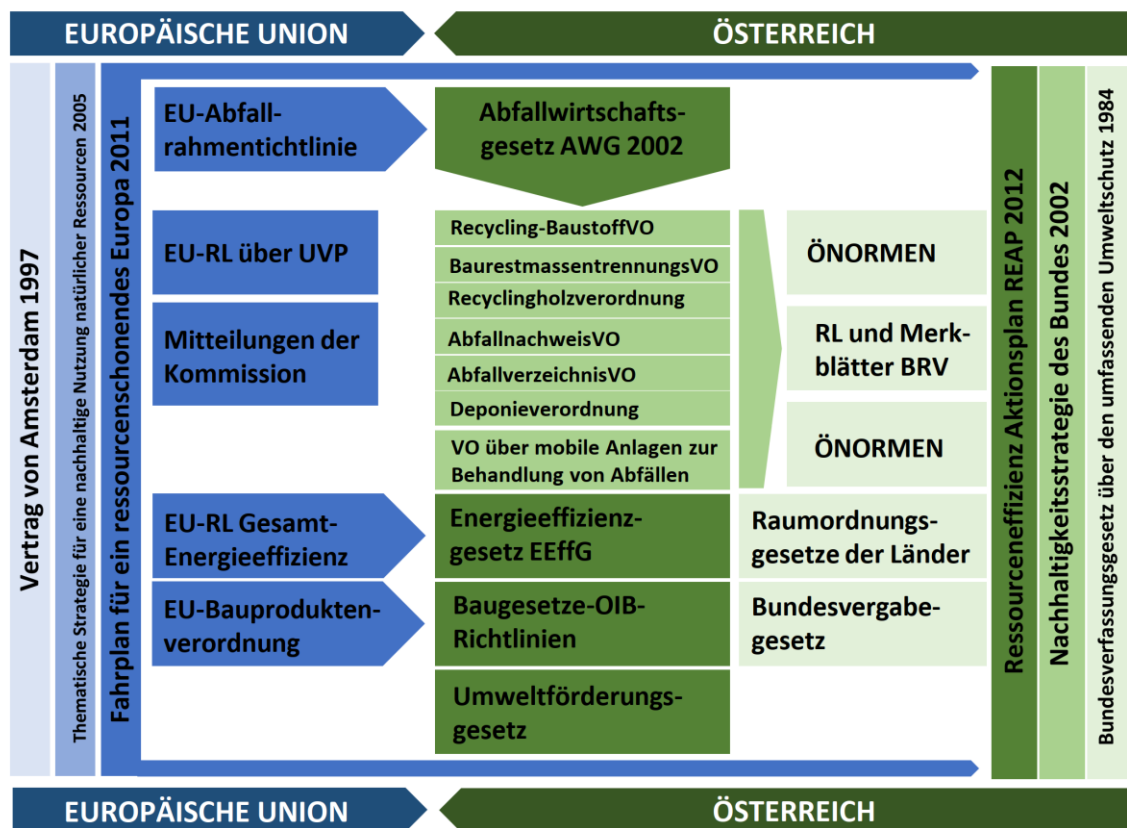 EUROPÄISCHE UNION
ÖSTERREICH
Vertrag von Amsterdam 1997
Thematische Strategie für eine nachhaltige Nutzung natürlicher Ressourcen 2005
Fahrplan für ein ressourcenschonendes Europa 2011
EU-Abfall-
rahmentichtlinie
Abfallwirtschafts-
gesetz AWG 2002
EU-RL über UVP
Mitteilungen der
Kommission
Recycling-BaustoffVO
BaurestmassentrennungsVO
Recyclingholzverordnung
AbfallnachweisVO
AbfallverzeichnisVO
Deponieverordnung
VO über mobile Anlagen zur
Behandlung von Abfällen
ÖNORMEN
RL und Merk-
blätter BRV
ÖNORMEN
EU-RL Gesamt-
Energieeffizienz
Energieeffizienz-
gesetz EEffG
Raumordnungs-
gesetze der Länder
EU-Bauprodukten-
verordnung
Baugesetze-OIB-
Richtlinien
Bundesvergabe-
gesetz
Umweltförderungs-
gesetz
Ressourceneffizienz Aktionsplan REAP 2012
Nachhaltigkeitsstrategie des Bundes 2002
Bundesverfassungsgesetz über den umfassenden Umweltschutz 1984
EUROPÄISCHE UNION
ÖSTERREICH